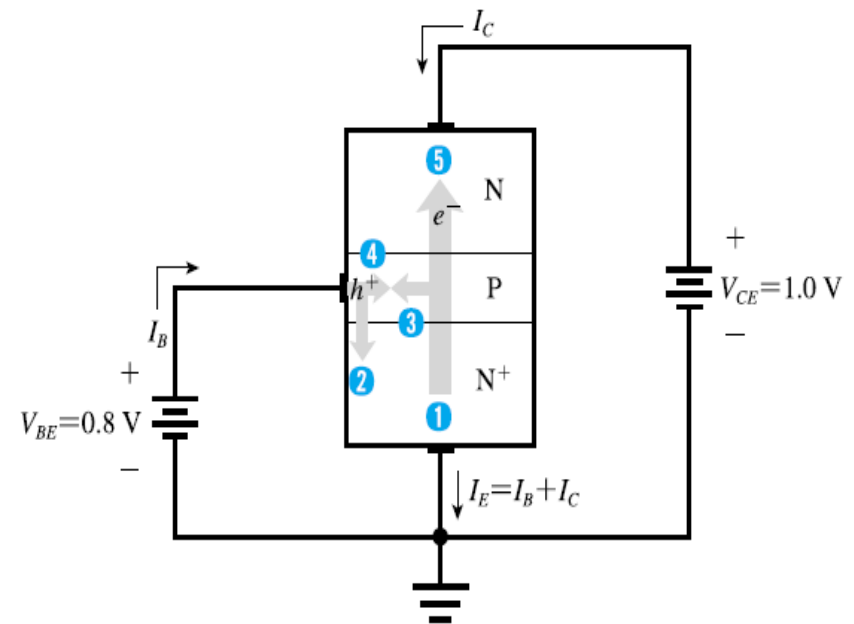 I_C
5
N
e⁻
4
h⁺
P
3
I_B
+
V_CE=1.0 V
−
+
2
N⁺
V_BE=0.8 V
1
−
I_E=I_B+I_C